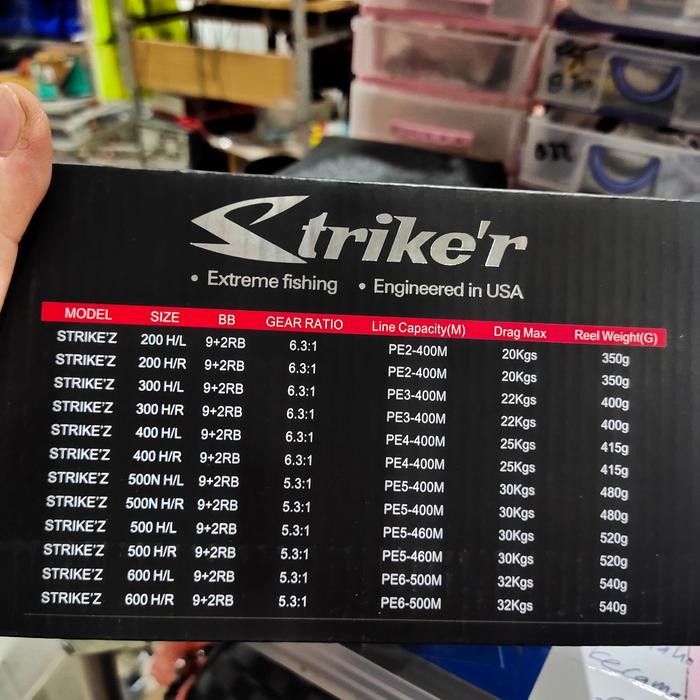 Strike'r
• Extreme fishing • Engineered in USA
MODEL SIZE BB GEAR RATIO Line Capacity(M) Drag Max Reel Weight(G)
STRIKE'Z 200 H/L 9+2RB 6.3:1 PE2-400M 20Kgs 350g
STRIKE'Z 200 H/R 9+2RB 6.3:1 PE2-400M 20Kgs 350g
STRIKE'Z 300 H/L 9+2RB 6.3:1 PE3-400M 22Kgs 400g
STRIKE'Z 300 H/R 9+2RB 6.3:1 PE3-400M 22Kgs 400g
STRIKE'Z 400 H/L 9+2RB 6.3:1 PE4-400M 25Kgs 415g
STRIKE'Z 400 H/R 9+2RB 6.3:1 PE4-400M 25Kgs 415g
STRIKE'Z 500N H/L 9+2RB 5.3:1 PE5-400M 30Kgs 480g
STRIKE'Z 500N H/R 9+2RB 5.3:1 PE5-400M 30Kgs 480g
STRIKE'Z 500 H/L 9+2RB 5.3:1 PE5-460M 30Kgs 520g
STRIKE'Z 500 H/R 9+2RB 5.3:1 PE5-460M 30Kgs 520g
STRIKE'Z 600 H/L 9+2RB 5.3:1 PE6-500M 32Kgs 540g
STRIKE'Z 600 H/R 9+2RB 5.3:1 PE6-500M 32Kgs 540g